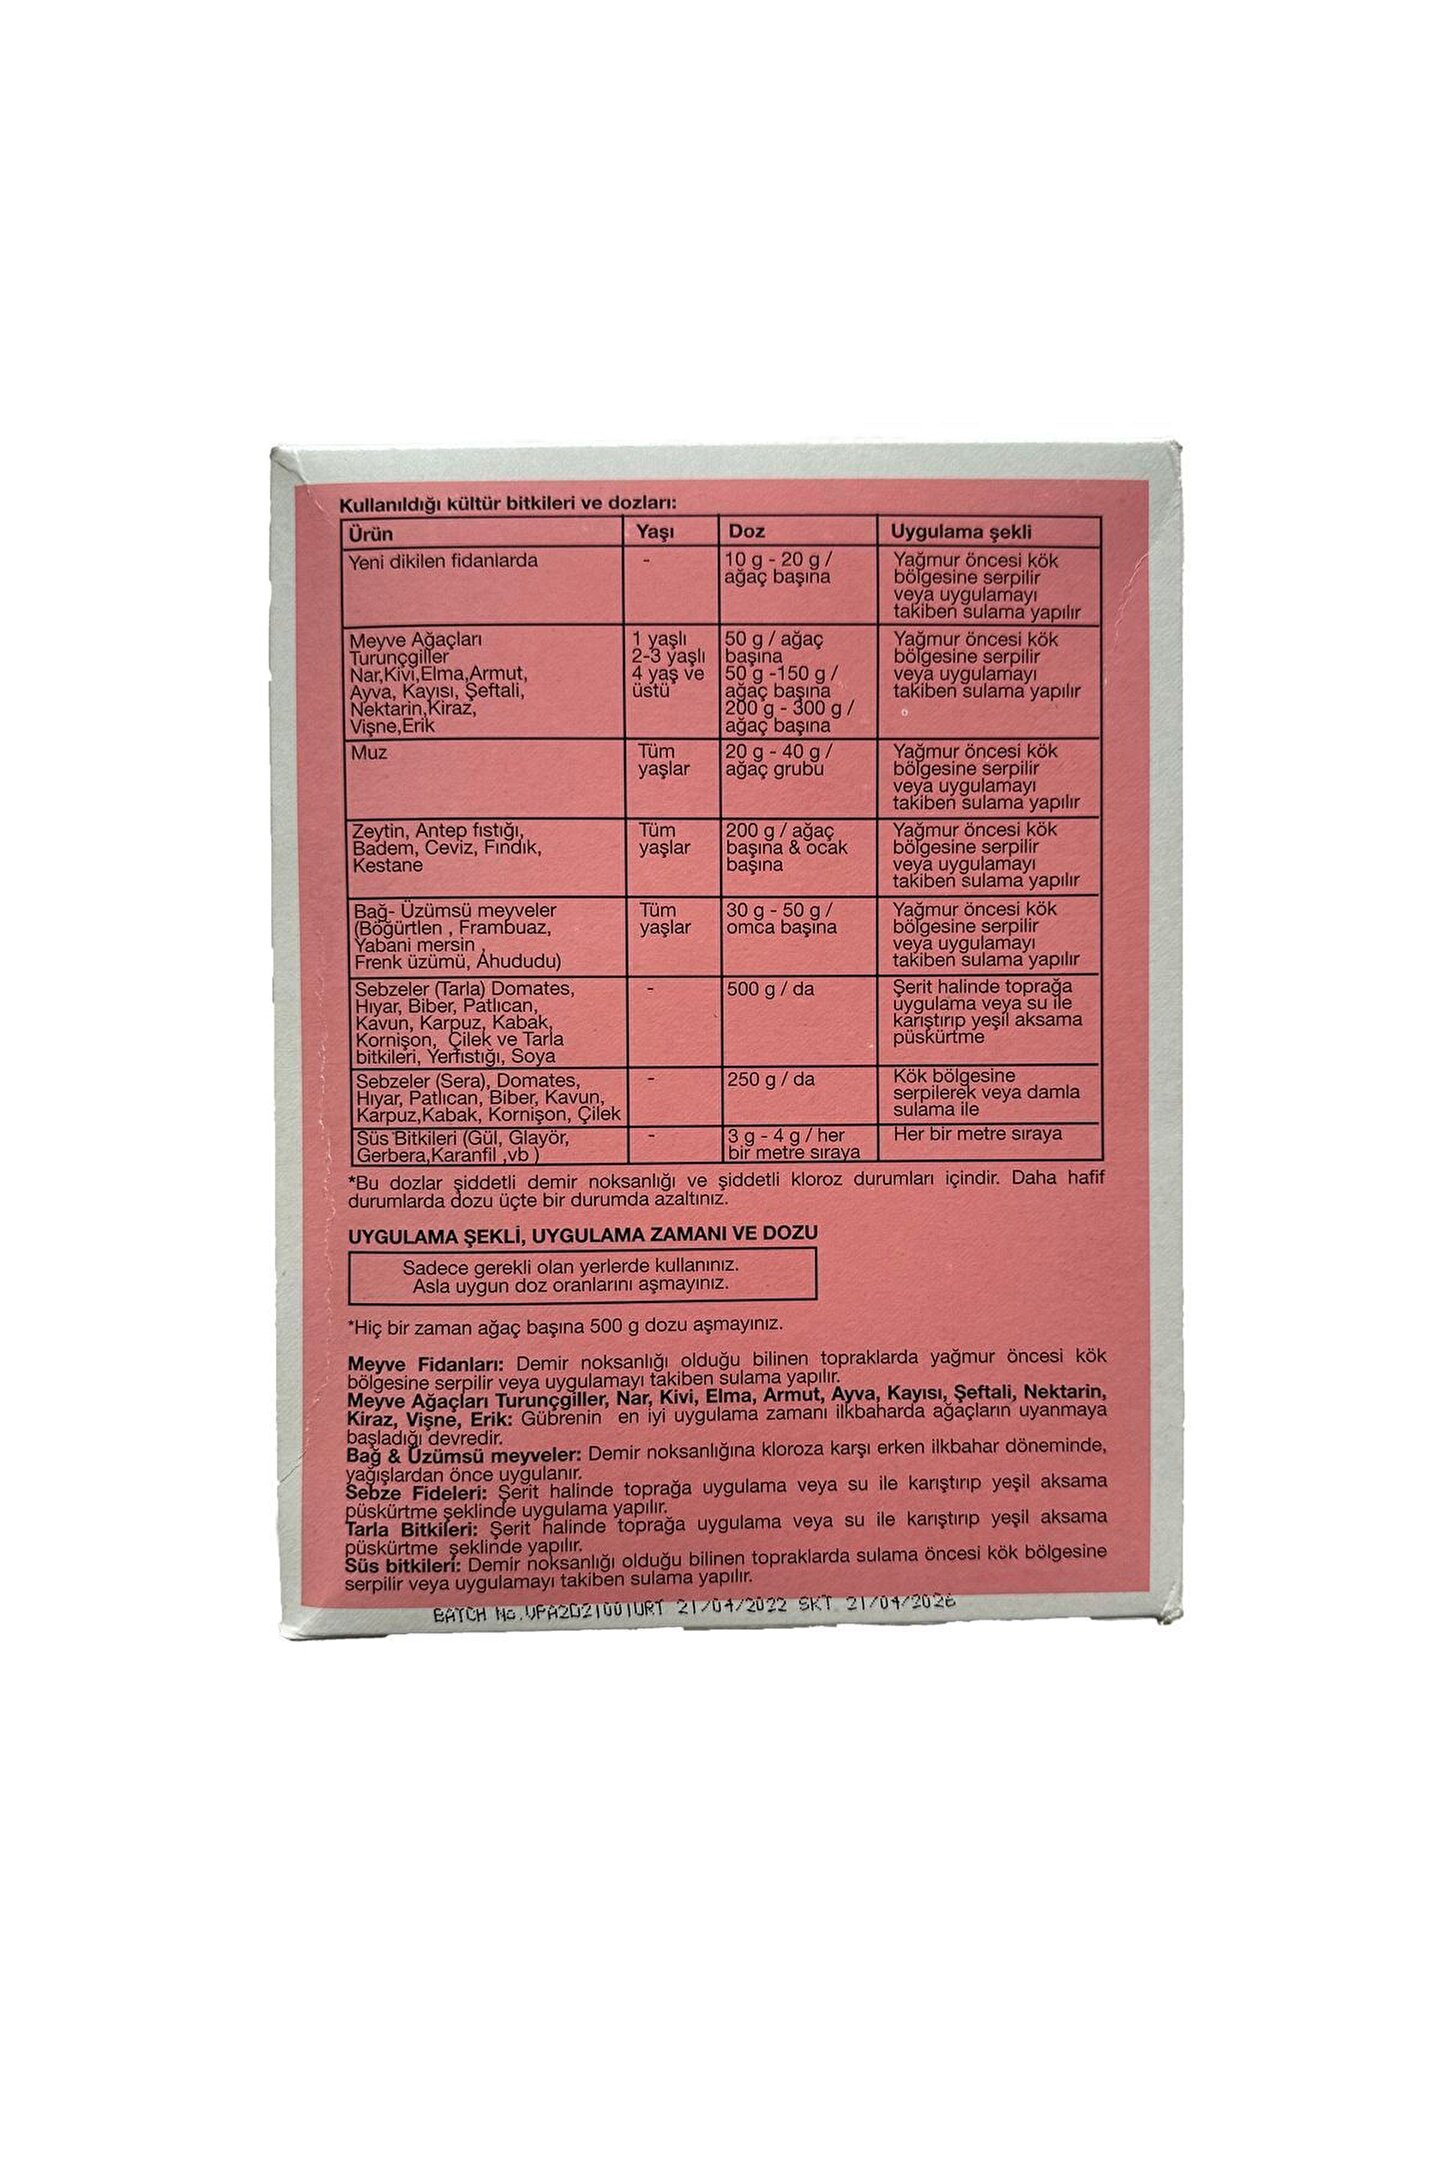 Kullanıldığı kültür bitkileri ve dozları:
Ürün Yaşı Doz Uygulama şekli
Yeni dikilen fidanlarda - 10 g - 20 g / Yağmur öncesi kök
ağaç başına bölgesine serpilir
veya uygulamayı
takiben sulama yapılır
Meyve Ağaçları 1 yaşlı 50 g / ağaç Yağmur öncesi kök
Turunçgiller 2-3 yaşlı başına bölgesine serpilir
Nar,Kivi,Elma,Armut, 4 yaş ve 50 g -150 g / veya uygulamayı
Ayva, Kayısı, Şeftali, üstü ağaç başına takiben sulama yapılır
Nektarin,Kiraz, 200 g - 300 g /
Vişne,Erik ağaç başına
Muz Tüm 20 g - 40 g / Yağmur öncesi kök
yaşlar ağaç grubu bölgesine serpilir
veya uygulamayı
takiben sulama yapılır
Zeytin, Antep fıstığı, Tüm 200 g / ağaç Yağmur öncesi kök
Badem, Ceviz, Fındık, yaşlar başına & ocak bölgesine serpilir
Kestane başına veya uygulamayı
takiben sulama yapılır
Bağ- Üzümsü meyveler Tüm 30 g - 50 g / Yağmur öncesi kök
(Böğürtlen , Frambuaz, yaşlar omca başına bölgesine serpilir
Yabani mersin , veya uygulamayı
Frenk üzümü, Ahududu) takiben sulama yapılır
Sebzeler (Tarla) Domates, - 500 g / da Şerit halinde toprağa
Hıyar, Biber, Patlıcan, uygulama veya su ile
Kavun, Karpuz, Kabak, karıştırıp yeşil aksama
Kornişon, Çilek ve Tarla püskürtme
bitkileri, Yerfıstığı, Soya
Sebzeler (Sera), Domates, - 250 g / da Kök bölgesine
Hıyar, Patlıcan, Biber, Kavun, serpilerek veya damla
Karpuz,Kabak, Kornişon, Çilek sulama ile
Süs Bitkileri (Gül, Glayör, - 3 g - 4 g / her Her bir metre sıraya
Gerbera,Karanfil ,vb ) bir metre sıraya
*Bu dozlar şiddetli demir noksanlığı ve şiddetli kloroz durumları içindir. Daha hafif
durumlarda dozu üçte bir durumda azaltınız.
UYGULAMA ŞEKLİ, UYGULAMA ZAMANI VE DOZU
Sadece gerekli olan yerlerde kullanınız.
Asla uygun doz oranlarını aşmayınız.
*Hiç bir zaman ağaç başına 500 g dozu aşmayınız.
Meyve Fidanları: Demir noksanlığı olduğu bilinen topraklarda yağmur öncesi kök
bölgesine serpilir veya uygulamayı takiben sulama yapılır.
Meyve Ağaçları Turunçgiller, Nar, Kivi, Elma, Armut, Ayva, Kayısı, Şeftali, Nektarin,
Kiraz, Vişne, Erik: Gübrenin en iyi uygulama zamanı ilkbaharda ağaçların uyanmaya
başladığı devredir.
Bağ & Üzümsü meyveler: Demir noksanlığına kloroza karşı erken ilkbahar döneminde,
yağışlardan önce uygulanır.
Sebze Fideleri: Şerit halinde toprağa uygulama veya su ile karıştırıp yeşil aksama
püskürtme şeklinde uygulama yapılır.
Tarla Bitkileri: Şerit halinde toprağa uygulama veya su ile karıştırıp yeşil aksama
püskürtme şeklinde yapılır.
Süs bitkileri: Demir noksanlığı olduğu bilinen topraklarda sulama öncesi kök bölgesine
serpilir veya uygulamayı takiben sulama yapılır.
BATCH No. 21/04/2022 SKT 21/04/2026